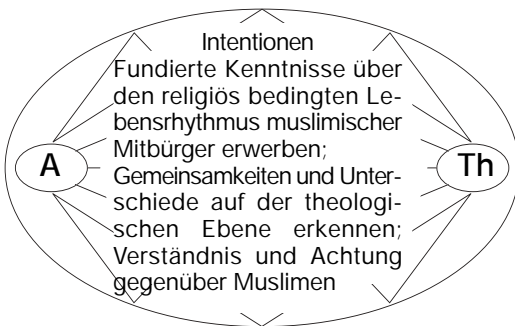 Intentionen
Fundierte Kenntnisse über
den religiös bedingten Le-
bensrhythmus muslimischer
Mitbürger erwerben;
Gemeinsamkeiten und Unter-
schiede auf der theologi-
schen Ebene erkennen;
Verständnis und Achtung
gegenüber Muslimen
A
Th